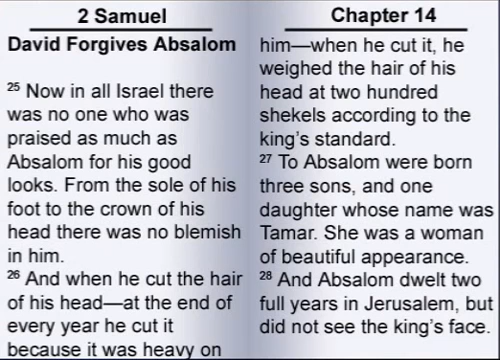 2 Samuel
David Forgives Absalom
25 Now in all Israel there
was no one who was
praised as much as
Absalom for his good
looks. From the sole of his
foot to the crown of his
head there was no blemish
in him.
26 And when he cut the hair
of his head—at the end of
every year he cut it
because it was heavy on
Chapter 14
him—when he cut it, he
weighed the hair of his
head at two hundred
shekels according to the
king’s standard.
27 To Absalom were born
three sons, and one
daughter whose name was
Tamar. She was a woman
of beautiful appearance.
28 And Absalom dwelt two
full years in Jerusalem, but
did not see the king’s face.